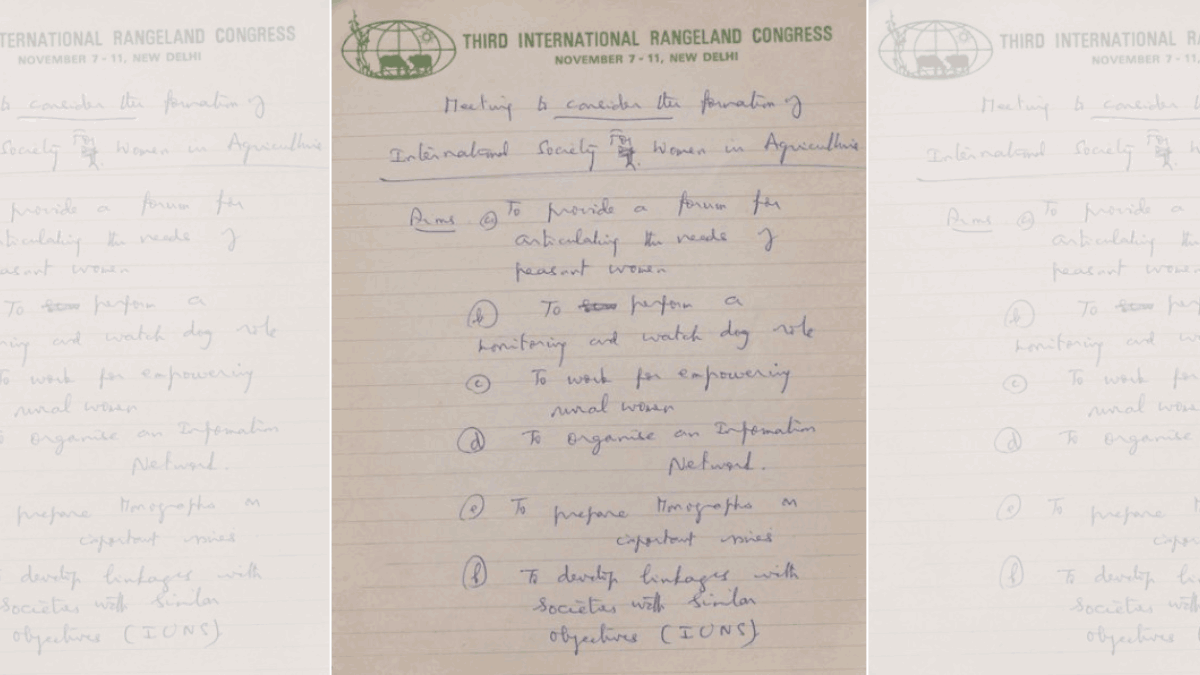 THIRD INTERNATIONAL RANGELAND CONGRESS
NOVEMBER 7 - 11, NEW DELHI
Meeting to consider the formation of
International Society For Women in Agriculture
Aims (a) To provide a forum for
articulating the needs of
peasant women
(b) To perform a
monitoring and watch dog role
(c) To work for empowering
rural women
(d) To organise an Information
Network.
(e) To prepare Monographs on
important issues
(f) To develop linkages with
Societies with similar
objectives (IUNS)